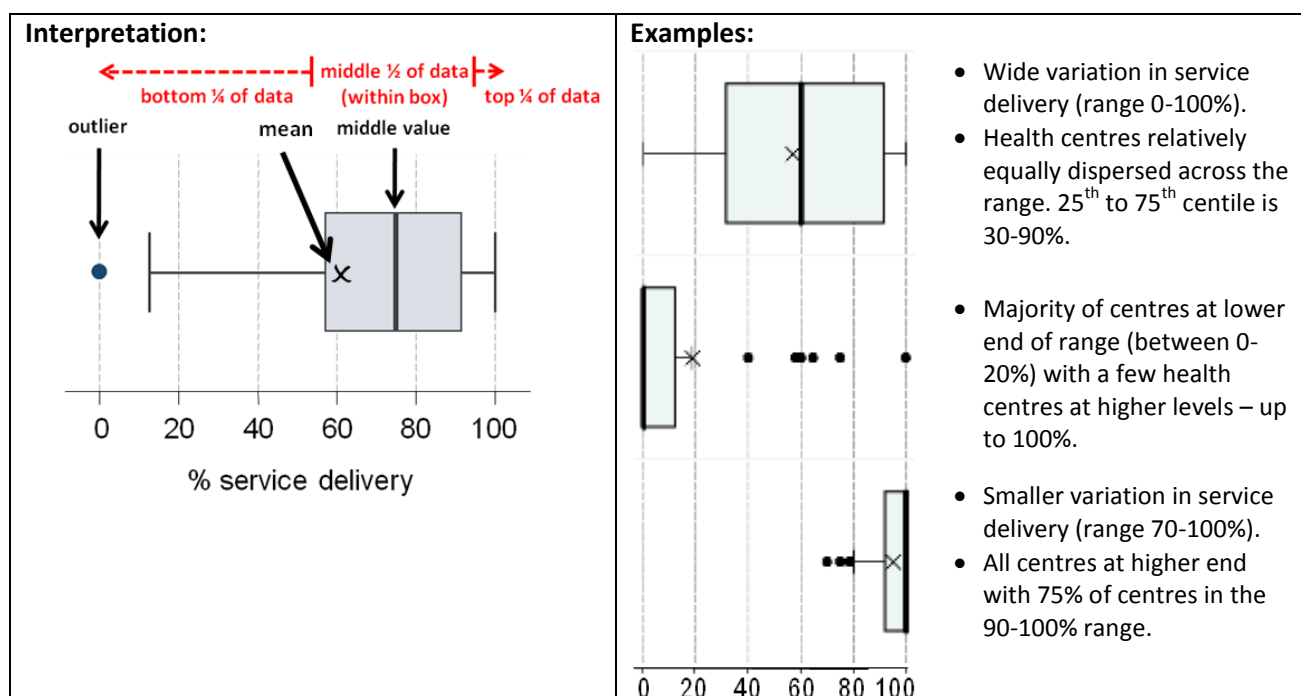 Interpretation:
middle ½ of data
bottom ¼ of data
(within box)
top ¼ of data
outlier
mean
middle value
0 20 40 60 80 100
% service delivery
Examples:
• Wide variation in service
delivery (range 0-100%).
• Health centres relatively
equally dispersed across the
range. 25th to 75th centile is
30-90%.
• Majority of centres at lower
end of range (between 0-
20%) with a few health
centres at higher levels – up
to 100%.
• Smaller variation in service
delivery (range 70-100%).
• All centres at higher end
with 75% of centres in the
90-100% range.
0 20 40 60 80 100